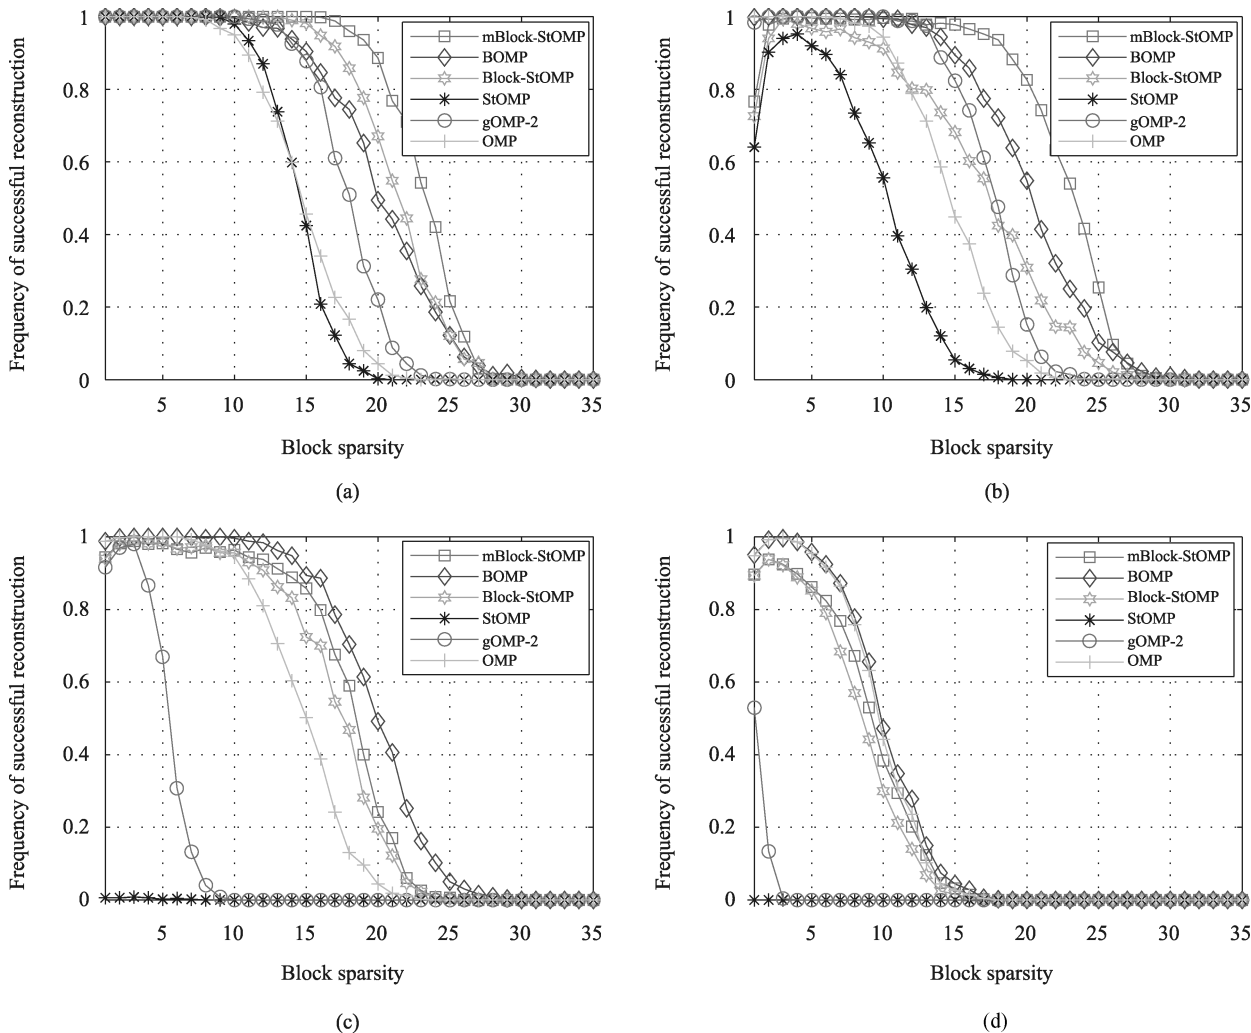 Frequency of successful reconstruction
1
0.8
0.6
0.4
0.2
0
mBlock-StOMP
BOMP
Block-StOMP
StOMP
gOMP-2
OMP
5 10 15 20 25 30 35
Block sparsity
(a)
Frequency of successful reconstruction
1
0.8
0.6
0.4
0.2
0
mBlock-StOMP
BOMP
Block-StOMP
StOMP
gOMP-2
OMP
5 10 15 20 25 30 35
Block sparsity
(b)
Frequency of successful reconstruction
1
0.8
0.6
0.4
0.2
0
mBlock-StOMP
BOMP
Block-StOMP
StOMP
gOMP-2
OMP
5 10 15 20 25 30 35
Block sparsity
(c)
Frequency of successful reconstruction
1
0.8
0.6
0.4
0.2
0
mBlock-StOMP
BOMP
Block-StOMP
StOMP
gOMP-2
OMP
5 10 15 20 25 30 35
Block sparsity
(d)